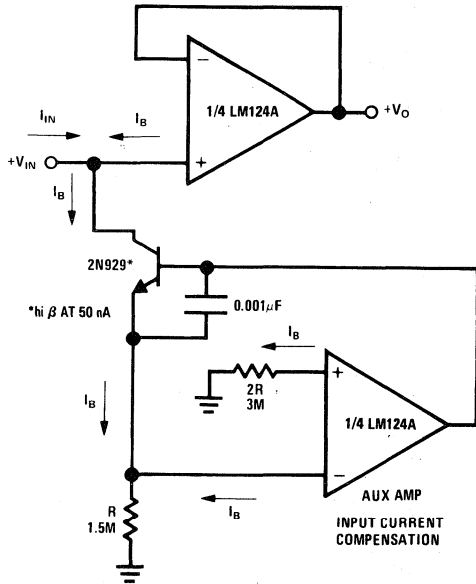 1/4 LM124A
+V_O
I_IN
I_B
+V_IN
I_B
2N929*
*hi β AT 50 nA
0.001μF
I_B
2R
3M
1/4 LM124A
I_B
AUX AMP
INPUT CURRENT
COMPENSATION
I_B
R
1.5M